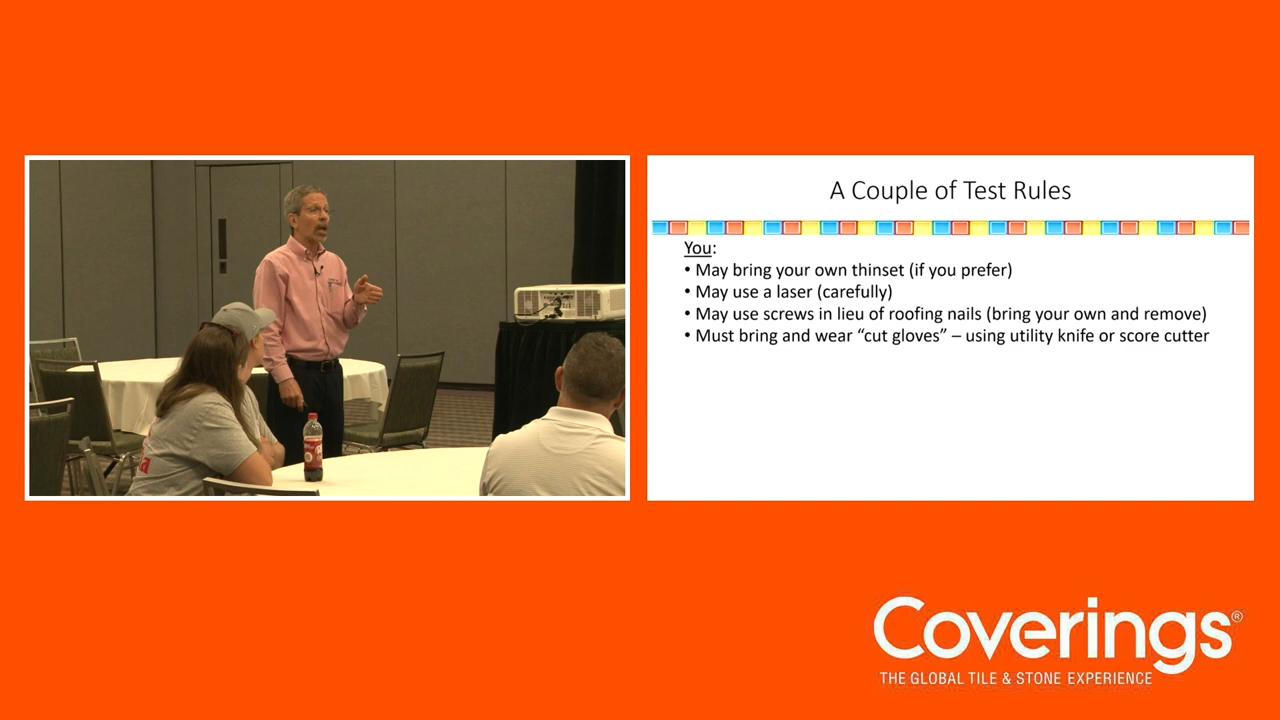 A Couple of Test Rules
You:
• May bring your own thinset (if you prefer)
• May use a laser (carefully)
• May use screws in lieu of roofing nails (bring your own and remove)
• Must bring and wear “cut gloves” – using utility knife or score cutter
Coverings®
THE GLOBAL TILE & STONE EXPERIENCE